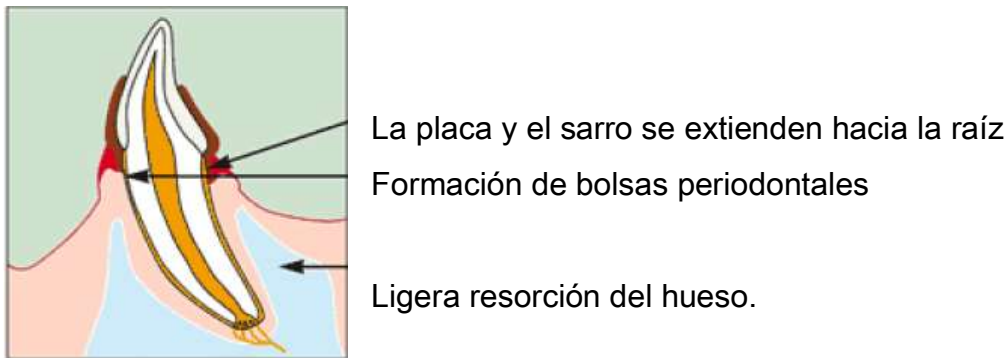 La placa y el sarro se extienden hacia la raíz
Formación de bolsas periodontales
Ligera resorción del hueso.